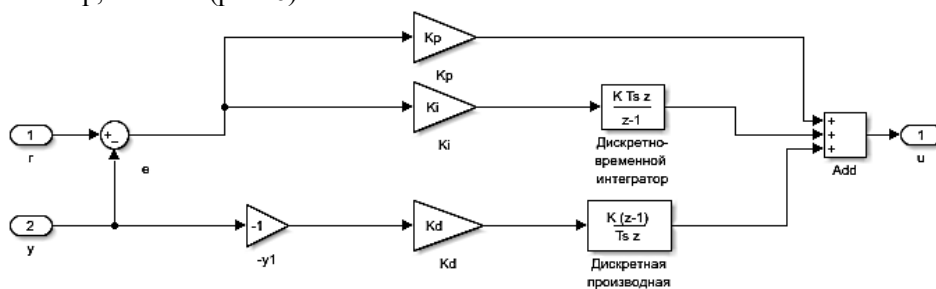 Kp
Kp
Ki
Ki
K Ts z
z-1
Дискретно-
временной
интегратор
+
+
+
Add
1
u
1
r
+
−
e
2
y
-1
-y1
Kd
Kd
K (z-1)
Ts z
Дискретная
производная